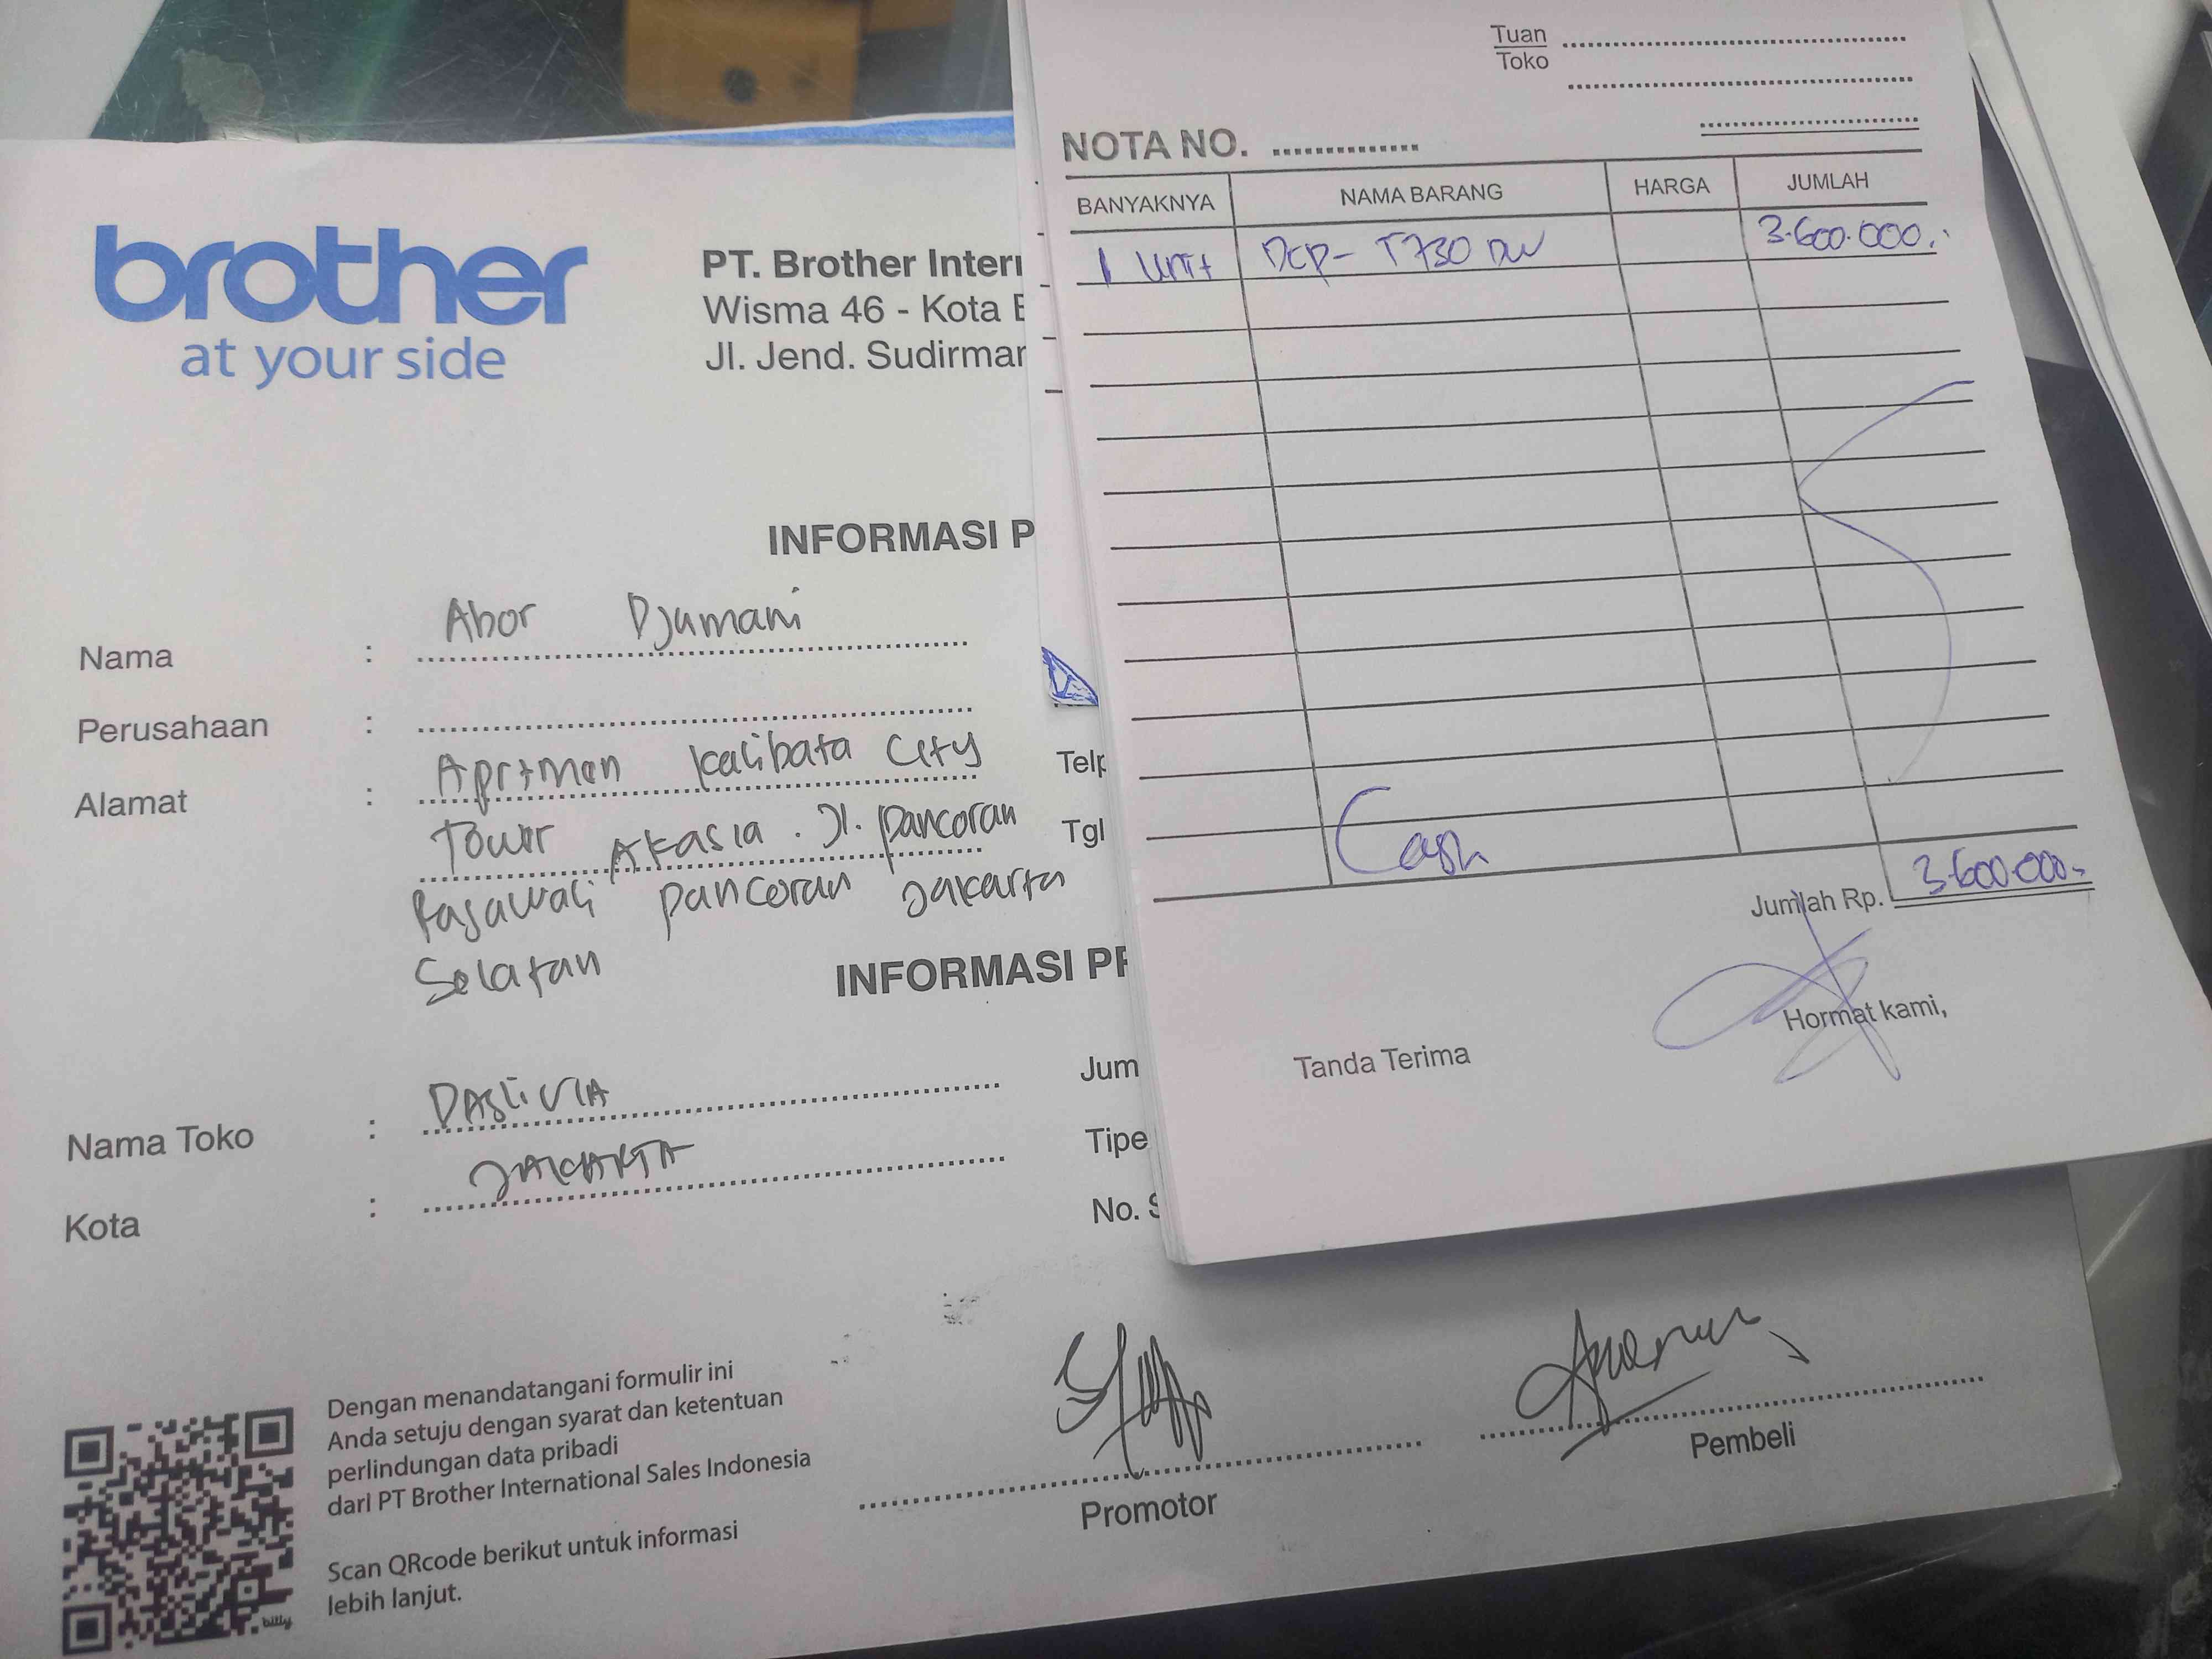 brother
at your side
PT. Brother Intern
Wisma 46 - Kota B
Jl. Jend. Sudirman
INFORMASI P
Nama : Abor Djumani
Perusahaan :
Alamat : Aprtmen Kalibata City
Towr Akasia . Jl. Pancoran
Pancoran Jakarta
Selatan
Telp
Tgl
INFORMASI PR
Nama Toko :
Kota : JAKARTA
Jum
Tipe
No. S
Dengan menandatangani formulir ini
Anda setuju dengan syarat dan ketentuan
perlindungan data pribadi
dari PT Brother International Sales Indonesia
Scan QRcode berikut untuk informasi
lebih lanjut.
billy
Promotor
Pembeli
Tuan
Toko
NOTA NO.
BANYAKNYA NAMA BARANG HARGA JUMLAH
1 Unit DCP- T730 DW 3.600.000.-
Cash
Jumlah Rp. 3.600.000.-
Tanda Terima
Hormat kami,